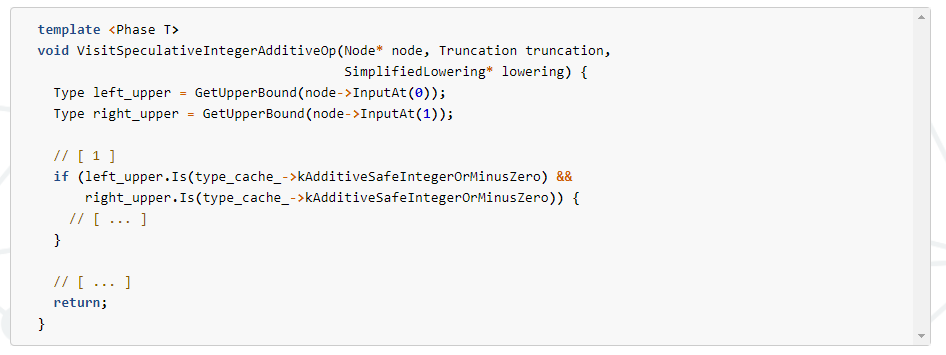 template <Phase T>
void VisitSpeculativeIntegerAdditiveOp(Node* node, Truncation truncation,
                                       SimplifiedLowering* lowering) {
  Type left_upper = GetUpperBound(node->InputAt(0));
  Type right_upper = GetUpperBound(node->InputAt(1));

  // [ 1 ]
  if (left_upper.Is(type_cache_->kAdditiveSafeIntegerOrMinusZero) &&
      right_upper.Is(type_cache_->kAdditiveSafeIntegerOrMinusZero)) {
    // [ ... ]
  }

  // [ ... ]
  return;
}